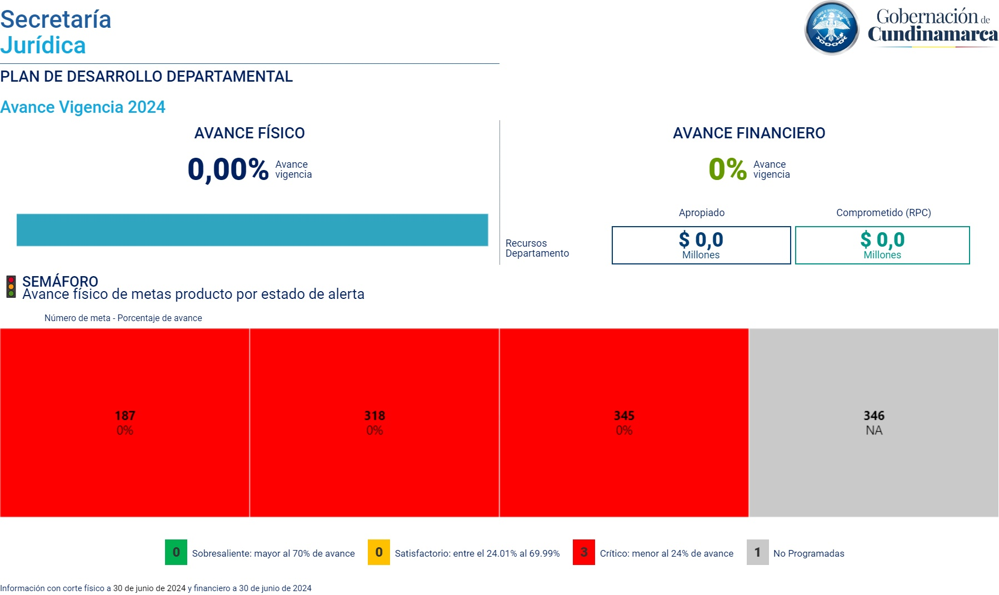 Secretaría
Jurídica
Gobernación de
Cundinamarca
PLAN DE DESARROLLO DEPARTAMENTAL
Avance Vigencia 2024
AVANCE FÍSICO
0,00%
Avance
vigencia
AVANCE FINANCIERO
0%
Avance
vigencia
Apropiado
Comprometido (RPC)
Recursos
Departamento
$ 0,0
Millones
$ 0,0
Millones
SEMÁFORO
Avance físico de metas producto por estado de alerta
Número de meta - Porcentaje de avance
187
0%
318
0%
345
0%
346
NA
0 Sobresaliente: mayor al 70% de avance
0 Satisfactorio: entre el 24.01% al 69.99%
3 Crítico: menor al 24% de avance
1 No Programadas
Información con corte físico a 30 de junio de 2024 y financiero a 30 de junio de 2024